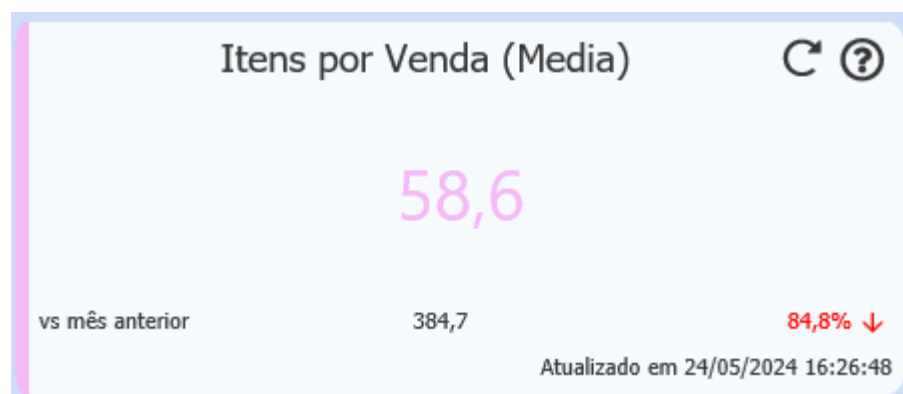 Itens por Venda (Media)
58,6
vs mês anterior 384,7 84,8% ↓
Atualizado em 24/05/2024 16:26:48